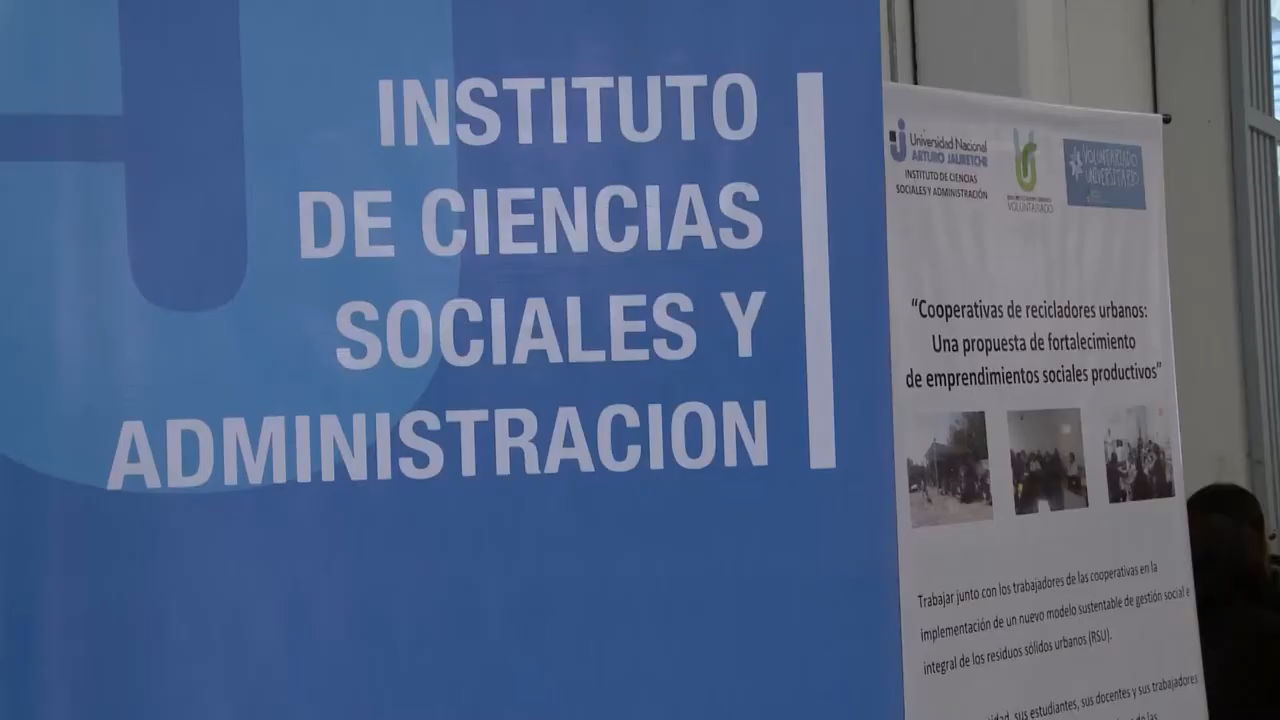 INSTITUTO
DE CIENCIAS
SOCIALES Y
ADMINISTRACION
Universidad Nacional
ARTURO JAURETCHE
INSTITUTO DE CIENCIAS
SOCIALES Y ADMINISTRACIÓN
VOLUNTARIADO
VOLUNTARIADO
UNIVERSITARIO
“Cooperativas de recicladores urbanos:
Una propuesta de fortalecimiento
de emprendimientos sociales productivos”
Trabajar junto con los trabajadores de las cooperativas en la
implementación de un nuevo modelo sustentable de gestión social e
integral de los residuos sólidos urbanos (RSU).
sus estudiantes, sus docentes y sus trabajadores